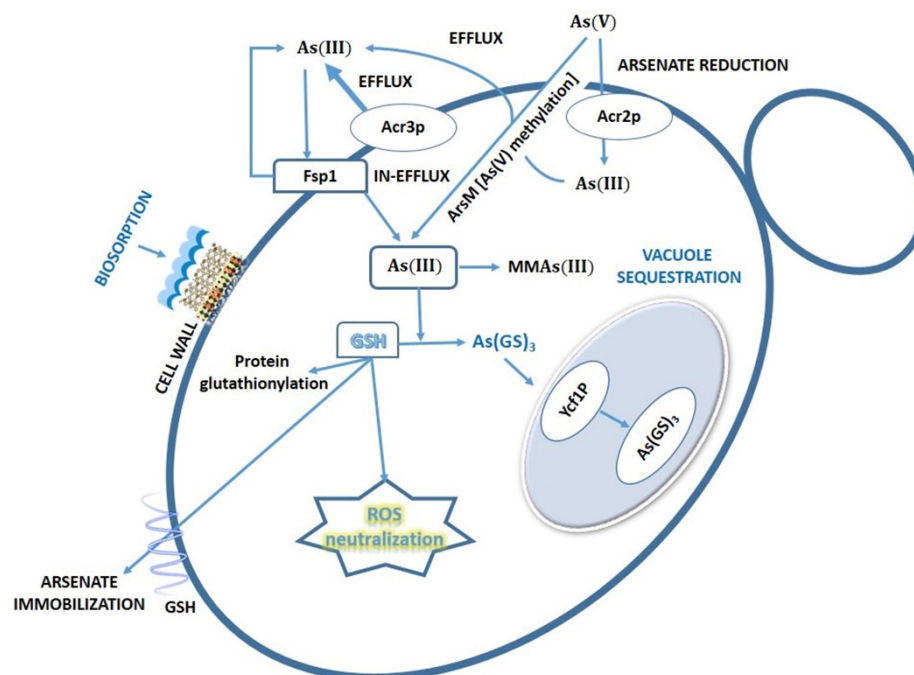 As(V)
EFFLUX
As(III)
ARSENATE REDUCTION
EFFLUX
Acr3p
Acr2p
ArsM [As(V) methylation]
Fsp1
IN-EFFLUX
As(III)
BIOSORPTION
CELL WALL
As(III)
MMAs(III)
VACUOLE
SEQUESTRATION
GSH
As(GS)₃
Protein
glutathionylation
Ycf1P
As(GS)₃
ROS
neutralization
ARSENATE
IMMOBILIZATION
GSH